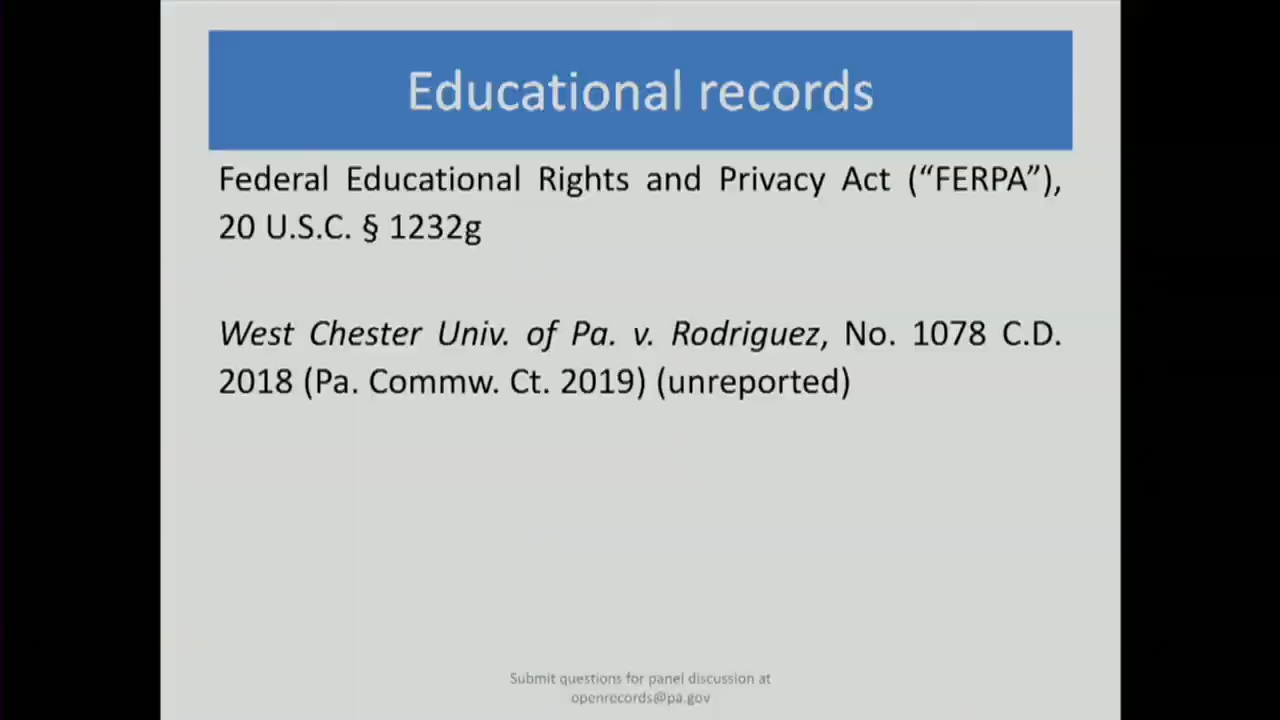 Educational records
Federal Educational Rights and Privacy Act (“FERPA”),
20 U.S.C. § 1232g
West Chester Univ. of Pa. v. Rodriguez, No. 1078 C.D.
2018 (Pa. Commw. Ct. 2019) (unreported)
Submit questions for panel discussion at
openrecords@pa.gov